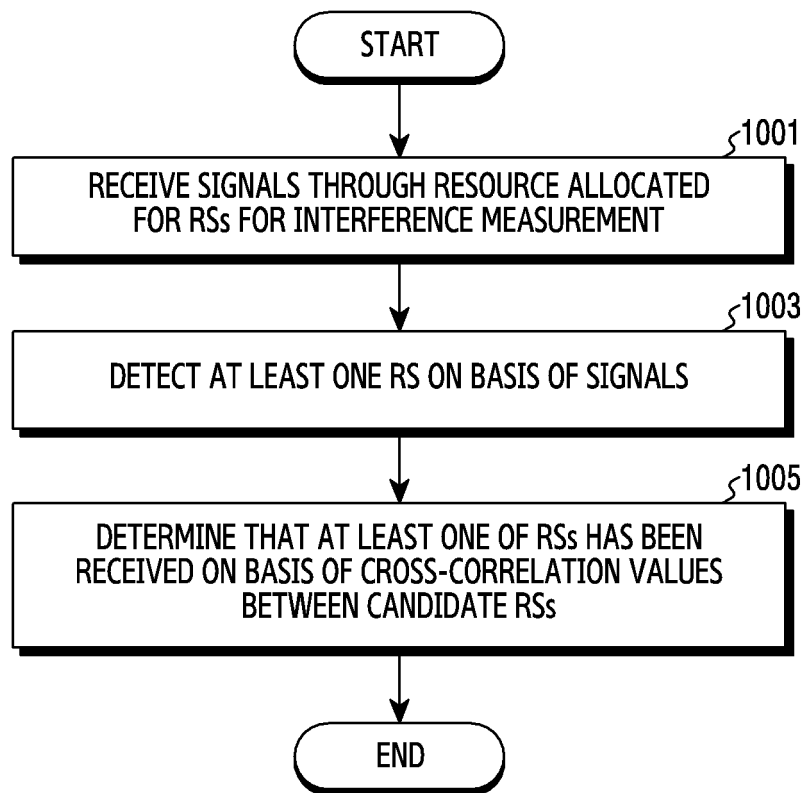 START
1001
RECEIVE SIGNALS THROUGH RESOURCE ALLOCATED
FOR RSs FOR INTERFERENCE MEASUREMENT
1003
DETECT AT LEAST ONE RS ON BASIS OF SIGNALS
1005
DETERMINE THAT AT LEAST ONE OF RSs HAS BEEN
RECEIVED ON BASIS OF CROSS-CORRELATION VALUES
BETWEEN CANDIDATE RSs
END